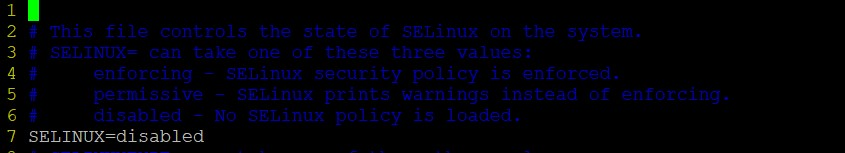 1
2 # This file controls the state of SELinux on the system.
3 # SELINUX= can take one of these three values:
4 #     enforcing - SELinux security policy is enforced.
5 #     permissive - SELinux prints warnings instead of enforcing.
6 #     disabled - No SELinux policy is loaded.
7 SELINUX=disabled